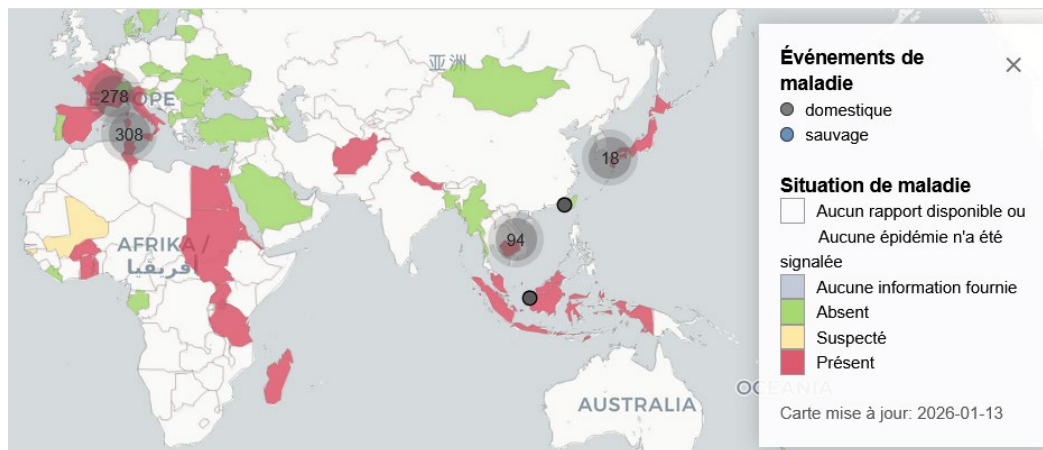 亚洲
278
EUROPE
308
18
94
AFRIKA /
أفريقيا
AUSTRALIA
OCEANIA
Événements de
maladie
×
domestique
sauvage
Situation de maladie
Aucun rapport disponible ou
Aucune épidémie n'a été
signalée
Aucune information fournie
Absent
Suspecté
Présent
Carte mise à jour: 2026-01-13